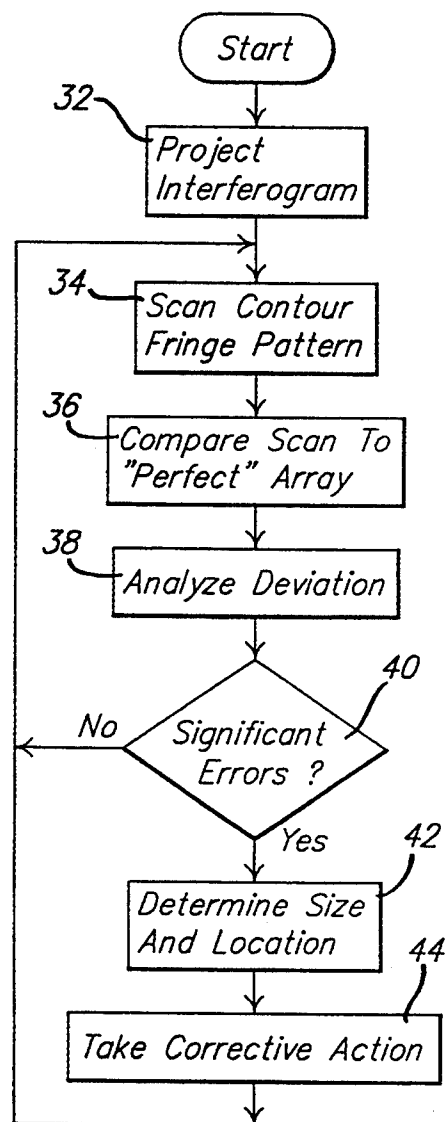 Start
32
Project
Interferogram
34
Scan Contour
Fringe Pattern
36
Compare Scan To
"Perfect" Array
38
Analyze Deviation
40
No
Significant
Errors ?
Yes
42
Determine Size
And Location
44
Take Corrective Action